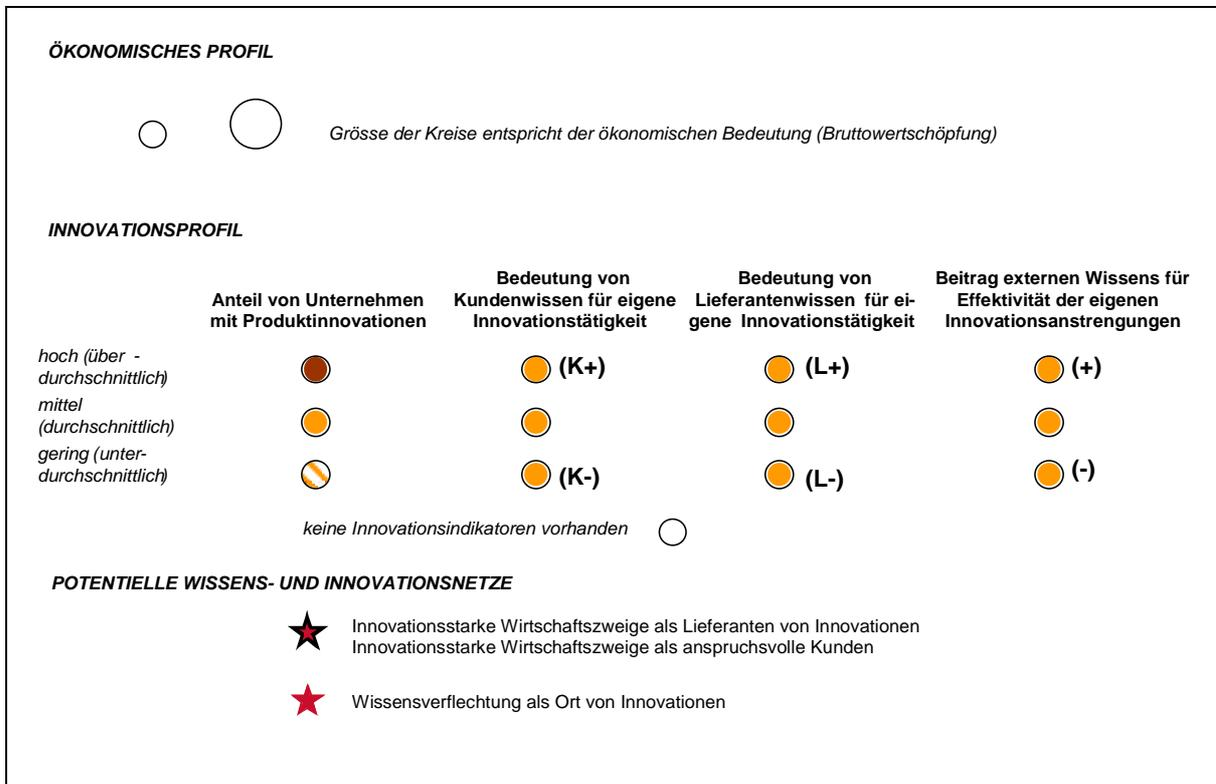 ÖKONOMISCHES PROFIL
Grösse der Kreise entspricht der ökonomischen Bedeutung (Bruttowertschöpfung)
INNOVATIONSPROFIL
Anteil von Unternehmen
mit Produktinnovationen
Bedeutung von
Kundenwissen für eigene
Innovationstätigkeit
Bedeutung von
Lieferantenwissen für ei-
gene Innovationstätigkeit
Beitrag externen Wissens für
Effektivität der eigenen
Innovationsanstrengungen
hoch (über -
durchschnittlich)
(K+)
(L+)
(+)
mittel
(durchschnittlich)
gering (unter-
durchschnittlich)
(K-)
(L-)
(-)
keine Innovationsindikatoren vorhanden
POTENTIELLE WISSENS- UND INNOVATIONSNETZE
Innovationsstarke Wirtschaftszweige als Lieferanten von Innovationen
Innovationsstarke Wirtschaftszweige als anspruchsvolle Kunden
Wissensverflechtung als Ort von Innovationen